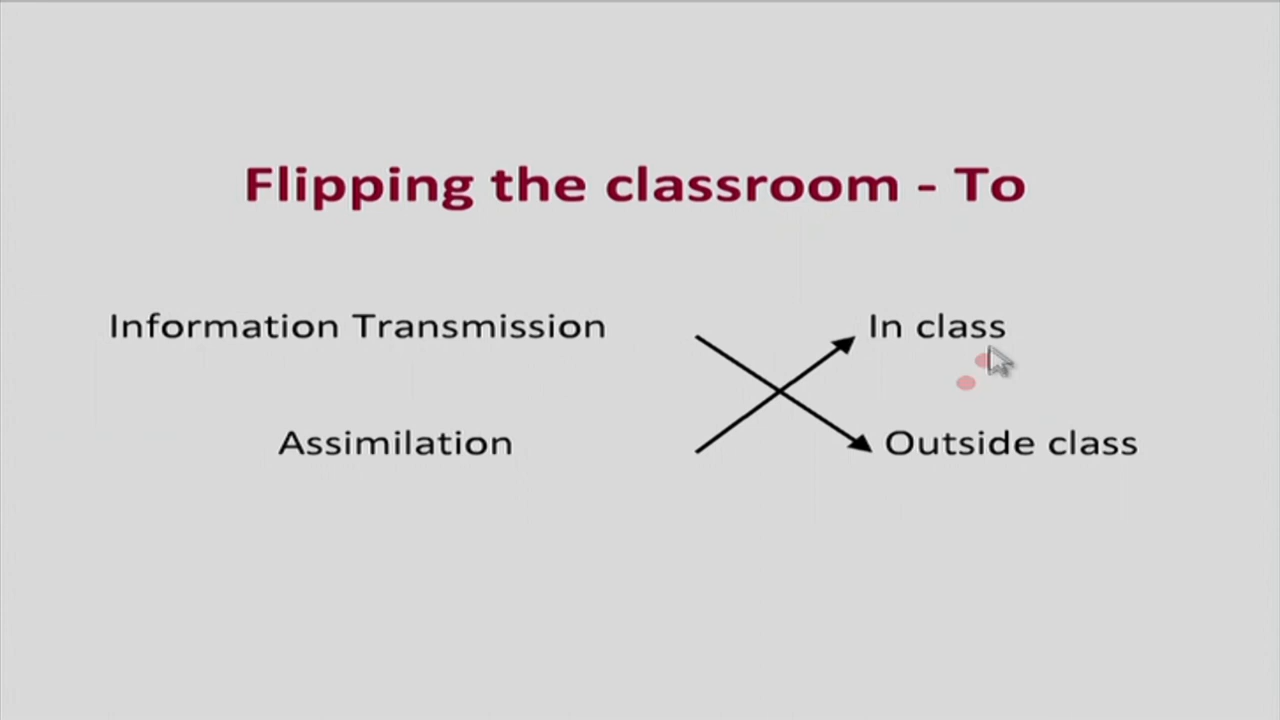 Flipping the classroom - To
Information Transmission
In class
Assimilation
Outside class